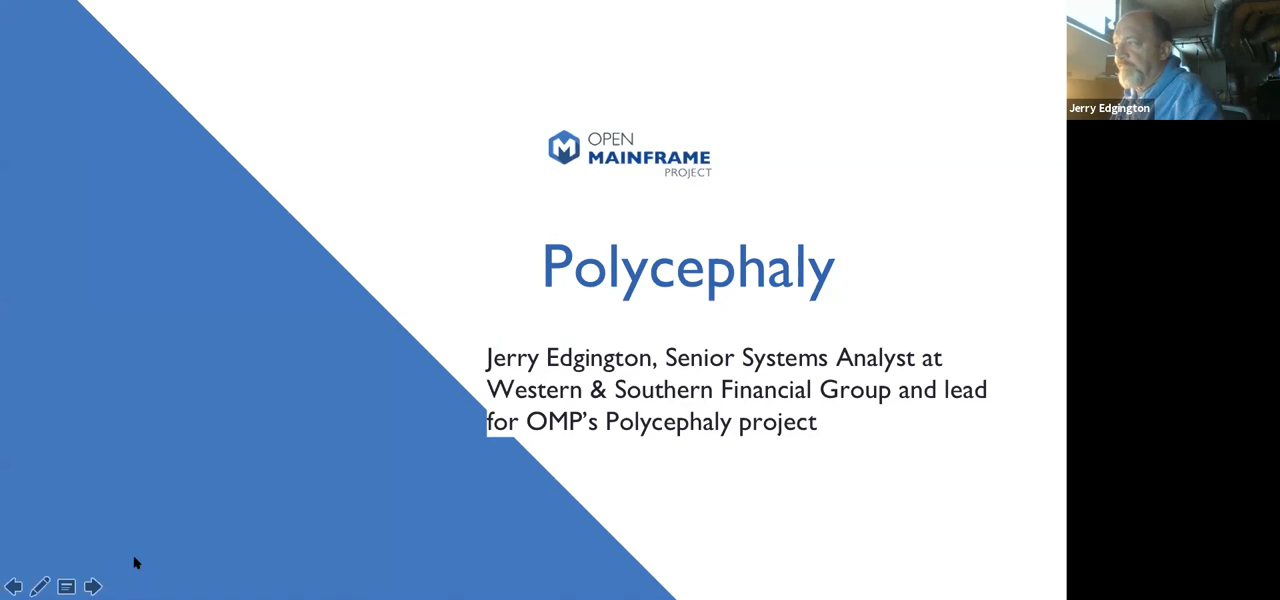 OPEN
MAINFRAME
PROJECT
Polycephaly
Jerry Edgington, Senior Systems Analyst at
Western & Southern Financial Group and lead
for OMP’s Polycephaly project
Jerry Edgington